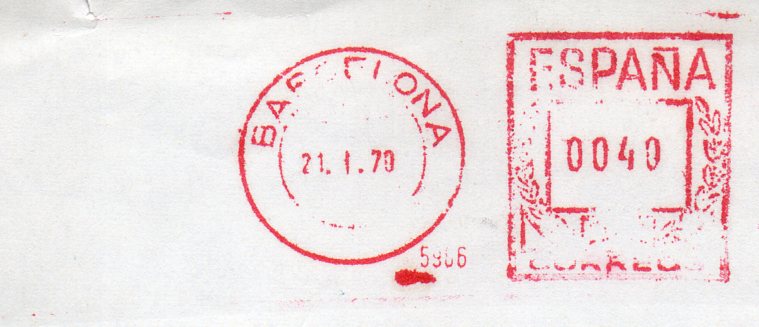 BARCELONA
21.1.70
5906
ESPAÑA
0040
CORREOS